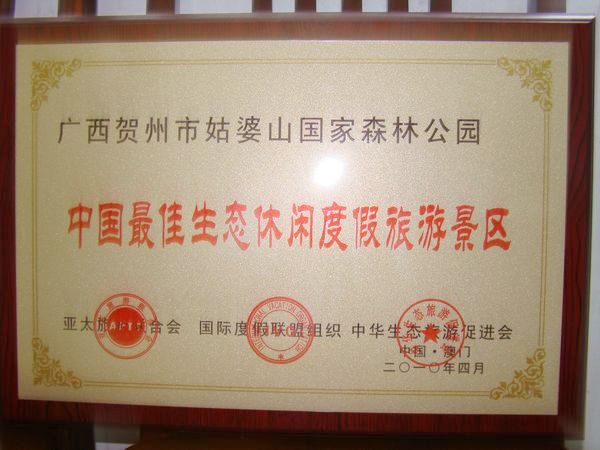 广西贺州市姑婆山国家森林公园
中国最佳生态休闲度假旅游景区
亚太旅游联合会 国际度假联盟组织 中华生态旅游促进会
中国·澳门
二〇一〇年四月